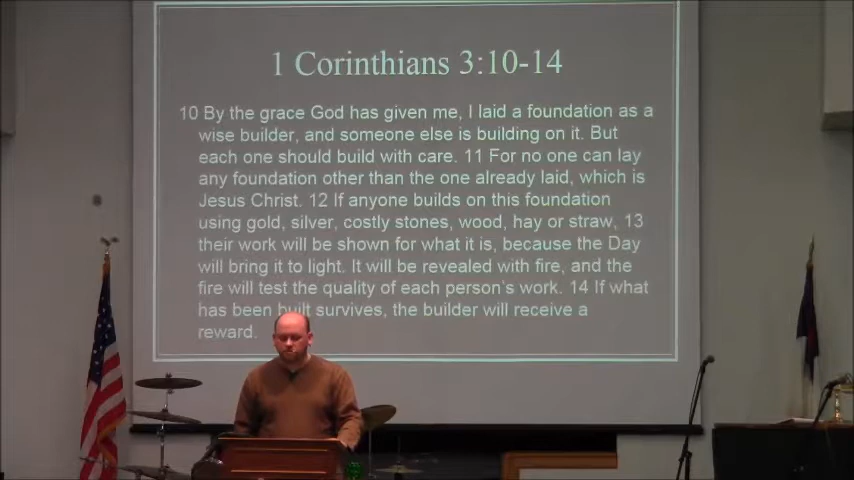 1 Corinthians 3:10-14
10 By the grace God has given me, I laid a foundation as a
wise builder, and someone else is building on it. But
each one should build with care. 11 For no one can lay
any foundation other than the one already laid, which is
Jesus Christ. 12 If anyone builds on this foundation
using gold, silver, costly stones, wood, hay or straw, 13
their work will be shown for what it is, because the Day
will bring it to light. It will be revealed with fire, and the
fire will test the quality of each person's work. 14 If what
has been built survives, the builder will receive a
reward.